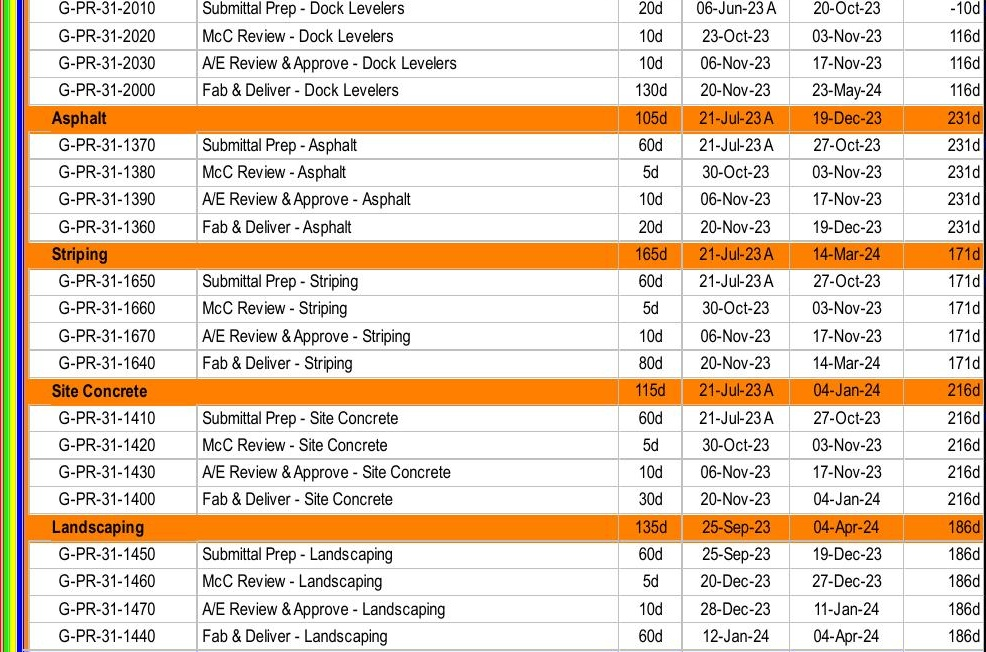 G-PR-31-2010 Submittal Prep - Dock Levelers 20d 06-Jun-23 A 20-Oct-23 -10d
G-PR-31-2020 McC Review - Dock Levelers 10d 23-Oct-23 03-Nov-23 116d
G-PR-31-2030 A/E Review & Approve - Dock Levelers 10d 06-Nov-23 17-Nov-23 116d
G-PR-31-2000 Fab & Deliver - Dock Levelers 130d 20-Nov-23 23-May-24 116d
Asphalt 105d 21-Jul-23 A 19-Dec-23 231d
G-PR-31-1370 Submittal Prep - Asphalt 60d 21-Jul-23 A 27-Oct-23 231d
G-PR-31-1380 McC Review - Asphalt 5d 30-Oct-23 03-Nov-23 231d
G-PR-31-1390 A/E Review & Approve - Asphalt 10d 06-Nov-23 17-Nov-23 231d
G-PR-31-1360 Fab & Deliver - Asphalt 20d 20-Nov-23 19-Dec-23 231d
Striping 165d 21-Jul-23 A 14-Mar-24 171d
G-PR-31-1650 Submittal Prep - Striping 60d 21-Jul-23 A 27-Oct-23 171d
G-PR-31-1660 McC Review - Striping 5d 30-Oct-23 03-Nov-23 171d
G-PR-31-1670 A/E Review & Approve - Striping 10d 06-Nov-23 17-Nov-23 171d
G-PR-31-1640 Fab & Deliver - Striping 80d 20-Nov-23 14-Mar-24 171d
Site Concrete 115d 21-Jul-23 A 04-Jan-24 216d
G-PR-31-1410 Submittal Prep - Site Concrete 60d 21-Jul-23 A 27-Oct-23 216d
G-PR-31-1420 McC Review - Site Concrete 5d 30-Oct-23 03-Nov-23 216d
G-PR-31-1430 A/E Review & Approve - Site Concrete 10d 06-Nov-23 17-Nov-23 216d
G-PR-31-1400 Fab & Deliver - Site Concrete 30d 20-Nov-23 04-Jan-24 216d
Landscaping 135d 25-Sep-23 04-Apr-24 186d
G-PR-31-1450 Submittal Prep - Landscaping 60d 25-Sep-23 19-Dec-23 186d
G-PR-31-1460 McC Review - Landscaping 5d 20-Dec-23 27-Dec-23 186d
G-PR-31-1470 A/E Review & Approve - Landscaping 10d 28-Dec-23 11-Jan-24 186d
G-PR-31-1440 Fab & Deliver - Landscaping 60d 12-Jan-24 04-Apr-24 186d